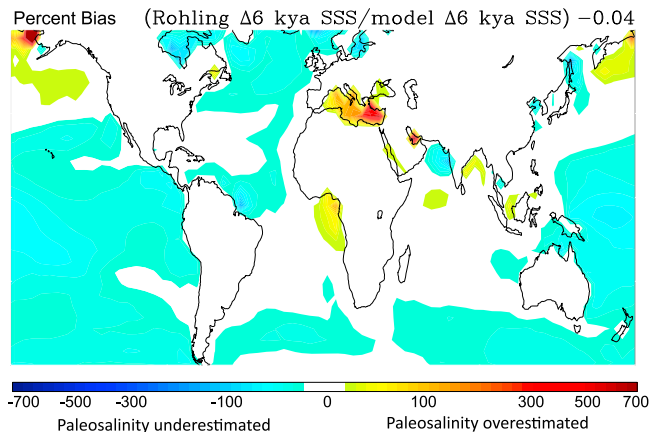 Percent Bias (Rohling Δ6 kya SSS/model Δ6 kya SSS) −0.04
-700 -500 -300 -100 0 100 300 500 700
Paleosalinity underestimated Paleosalinity overestimated